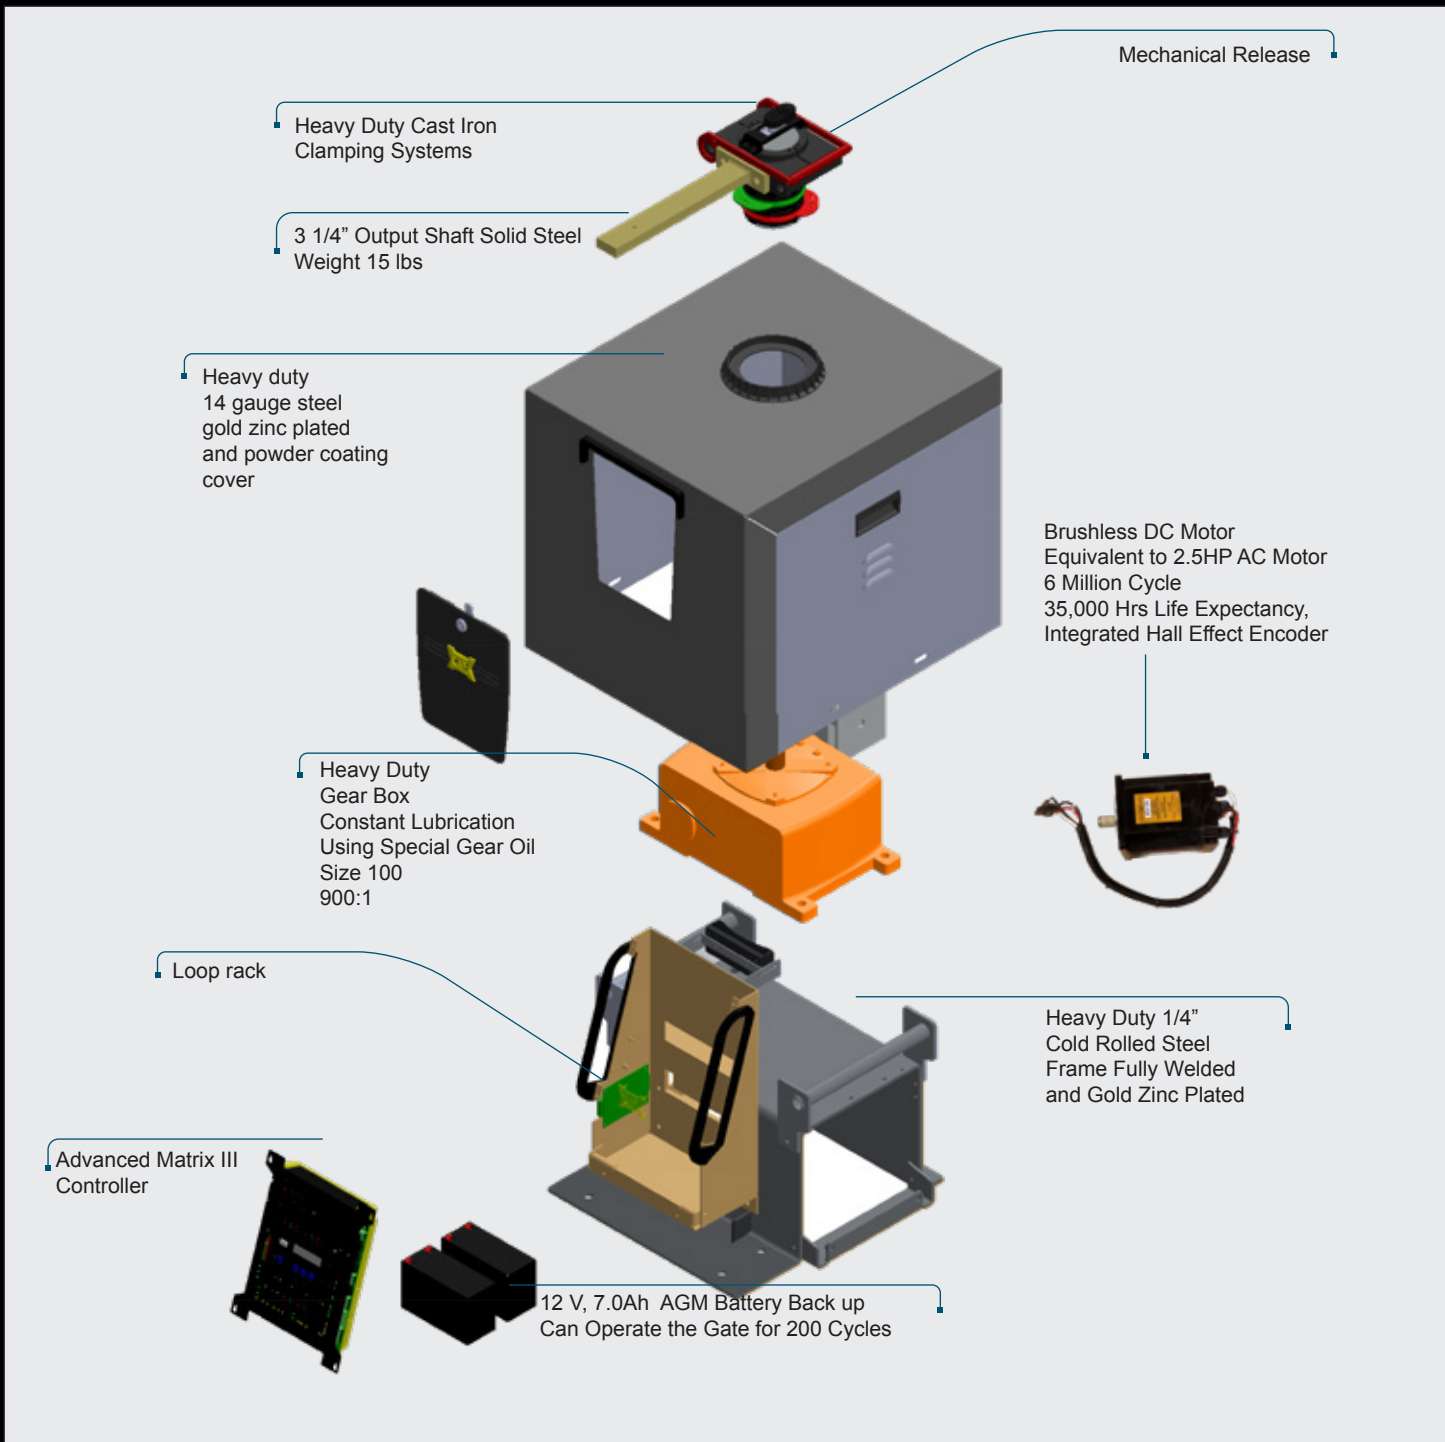 Mechanical Release
Heavy Duty Cast Iron
Clamping Systems
3 1/4” Output Shaft Solid Steel
Weight 15 lbs
Heavy duty
14 gauge steel
gold zinc plated
and powder coating
cover
Brushless DC Motor
Equivalent to 2.5HP AC Motor
6 Million Cycle
35,000 Hrs Life Expectancy,
Integrated Hall Effect Encoder
Heavy Duty
Gear Box
Constant Lubrication
Using Special Gear Oil
Size 100
900:1
Loop rack
Heavy Duty 1/4”
Cold Rolled Steel
Frame Fully Welded
and Gold Zinc Plated
Advanced Matrix III
Controller
12 V, 7.0Ah  AGM Battery Back up
Can Operate the Gate for 200 Cycles